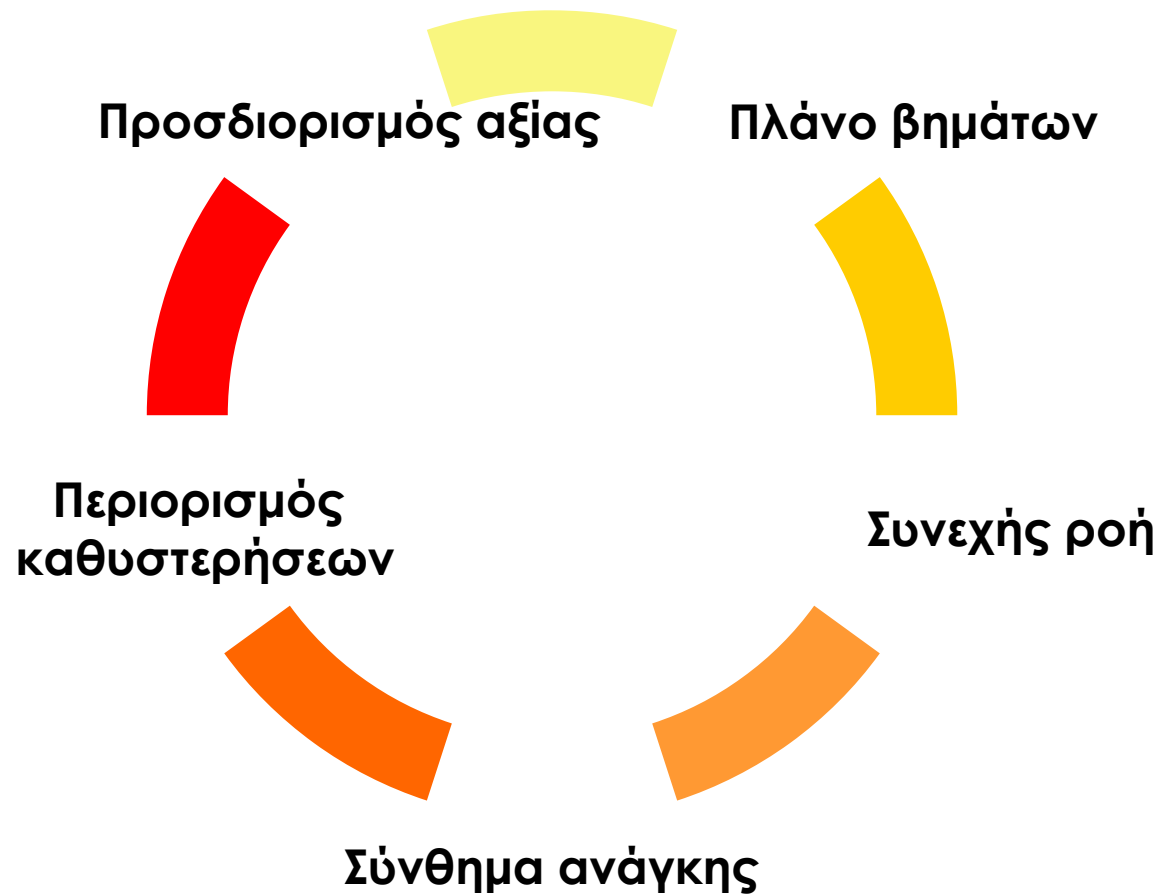 Προσδιορισμός αξίας
Πλάνο βημάτων
Συνεχής ροή
Σύνθημα ανάγκης
Περιορισμός
καθυστερήσεων